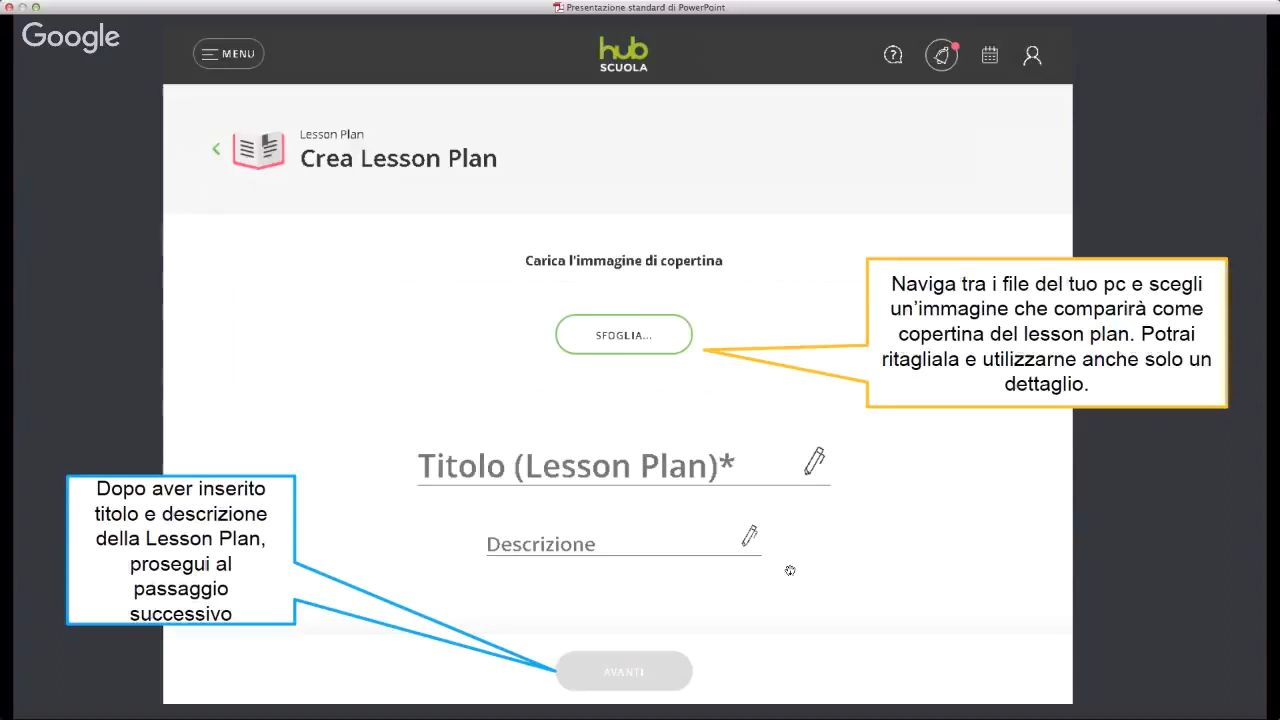 Presentazione standard di PowerPoint
Google
MENU
hub
SCUOLA
?
Lesson Plan
Crea Lesson Plan
Carica l'immagine di copertina
SFOGLIA...
Naviga tra i file del tuo pc e scegli
un'immagine che comparirà come
copertina del lesson plan. Potrai
ritagliala e utilizzarne anche solo un
dettaglio.
Titolo (Lesson Plan)*
Descrizione
Dopo aver inserito
titolo e descrizione
della Lesson Plan,
prosegui al
passaggio
successivo
AVANTI